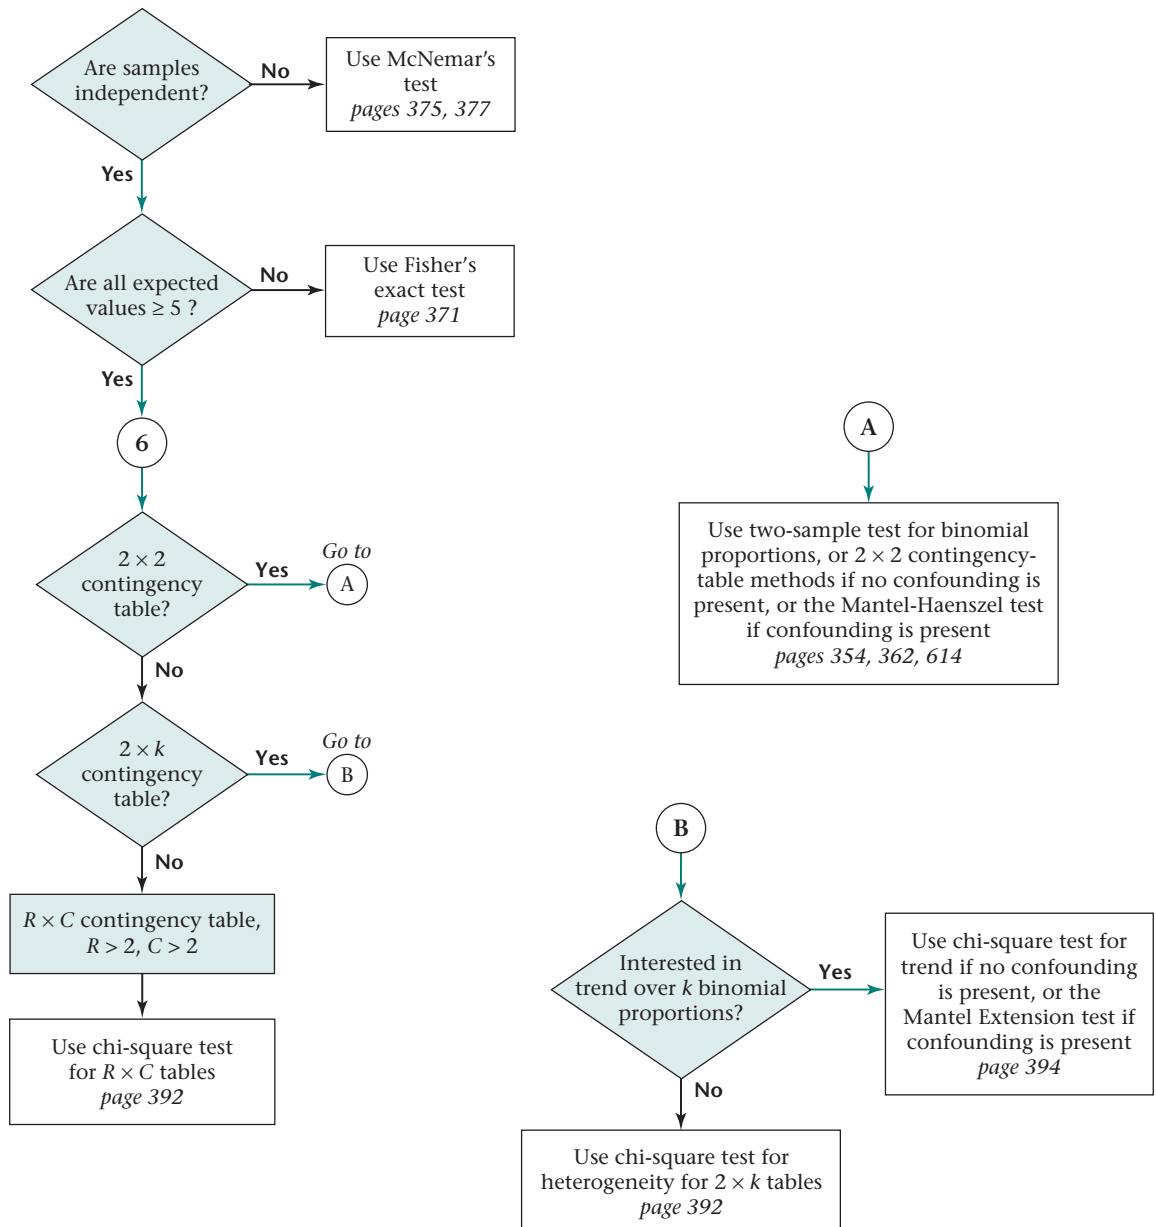 Are samples
independent?
No
Use McNemar's
test
pages 375, 377
Yes
Are all expected
values ≥ 5 ?
No
Use Fisher's
exact test
page 371
Yes
6
2 × 2
contingency
table?
Yes
Go to
A
No
2 × k
contingency
table?
Yes
Go to
B
No
R × C contingency table,
R > 2, C > 2
Use chi-square test
for R × C tables
page 392
A
Use two-sample test for binomial
proportions, or 2 × 2 contingency-
table methods if no confounding is
present, or the Mantel-Haenszel test
if confounding is present
pages 354, 362, 614
B
Interested in
trend over k binomial
proportions?
Yes
Use chi-square test for
trend if no confounding
is present, or the
Mantel Extension test if
confounding is present
page 394
No
Use chi-square test for
heterogeneity for 2 × k tables
page 392